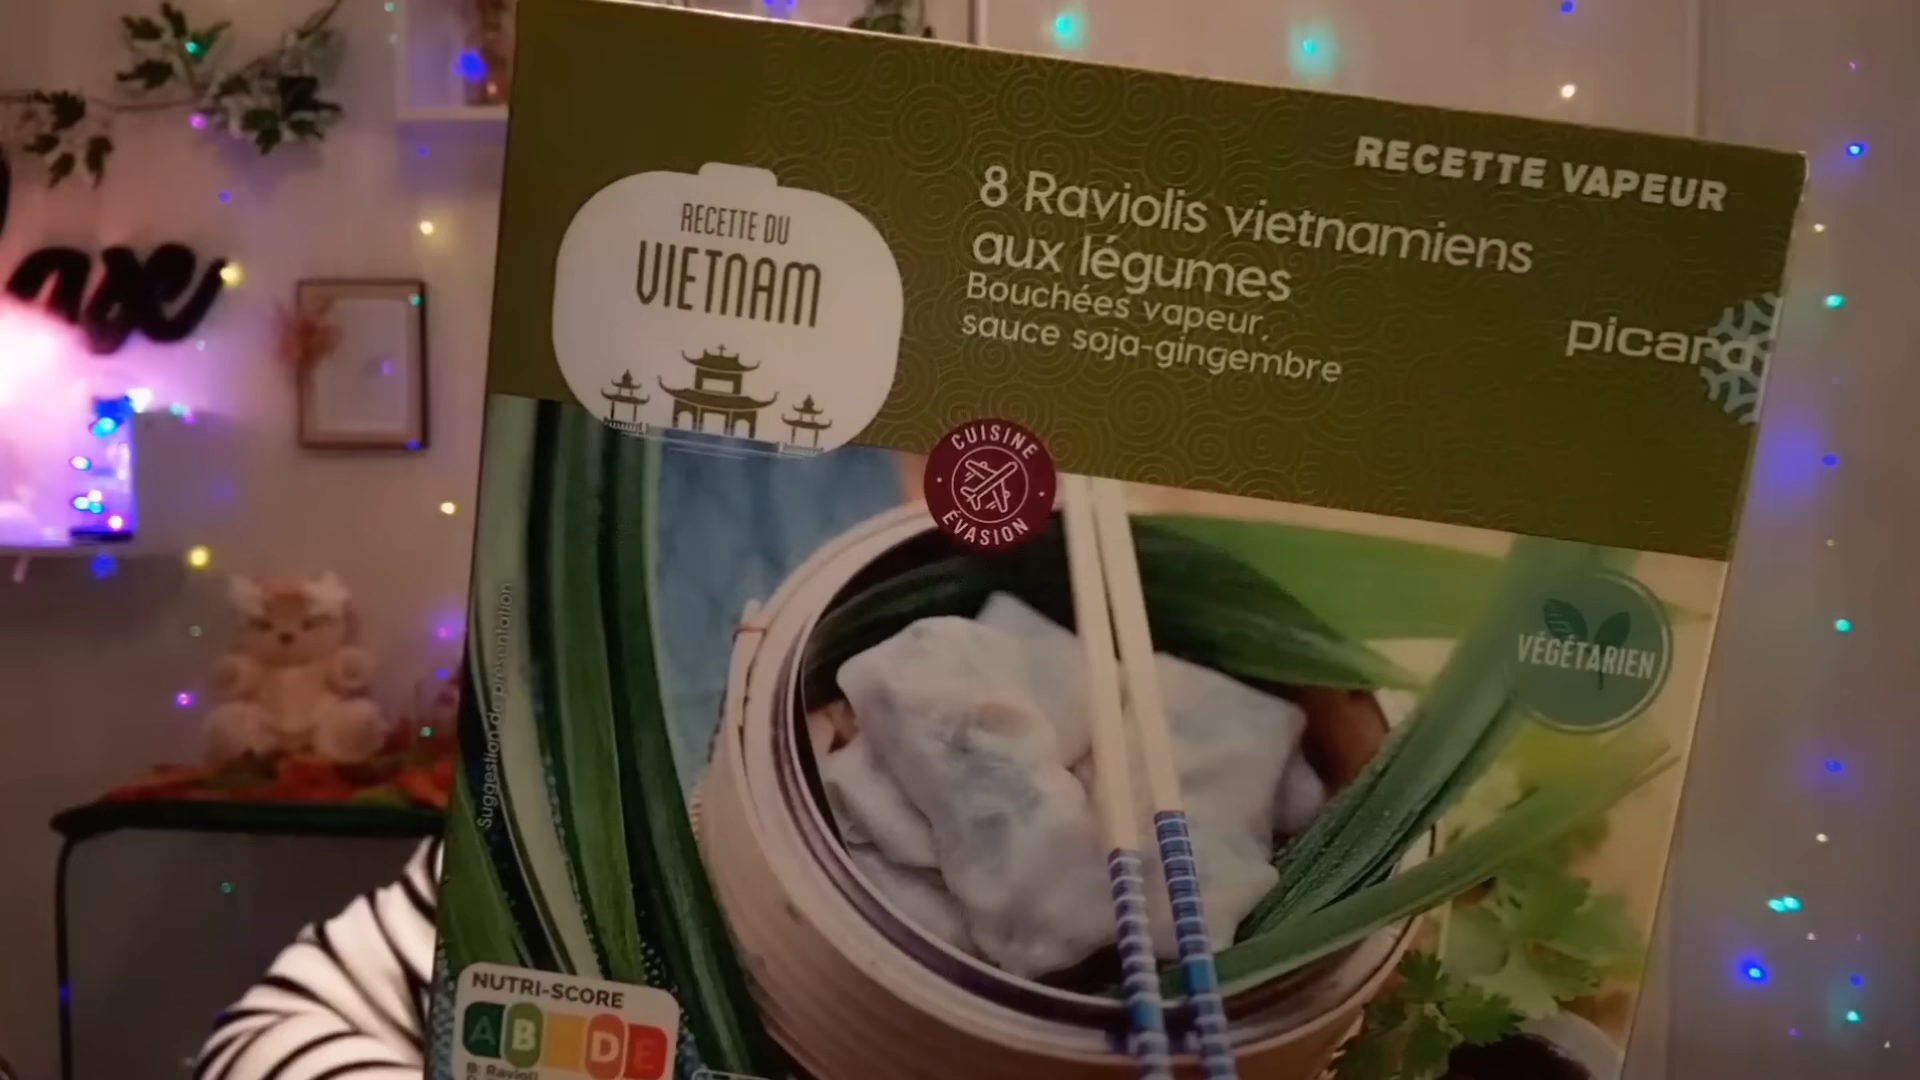 RECETTE VAPEUR
RECETTE DU
VIETNAM
8 Raviolis vietnamiens
aux légumes
Bouchées vapeur,
sauce soja-gingembre
picard
CUISINE
ÉVASION
VÉGÉTARIEN
Suggestion de présentation
NUTRI-SCORE
A B D E
B: Ravioli